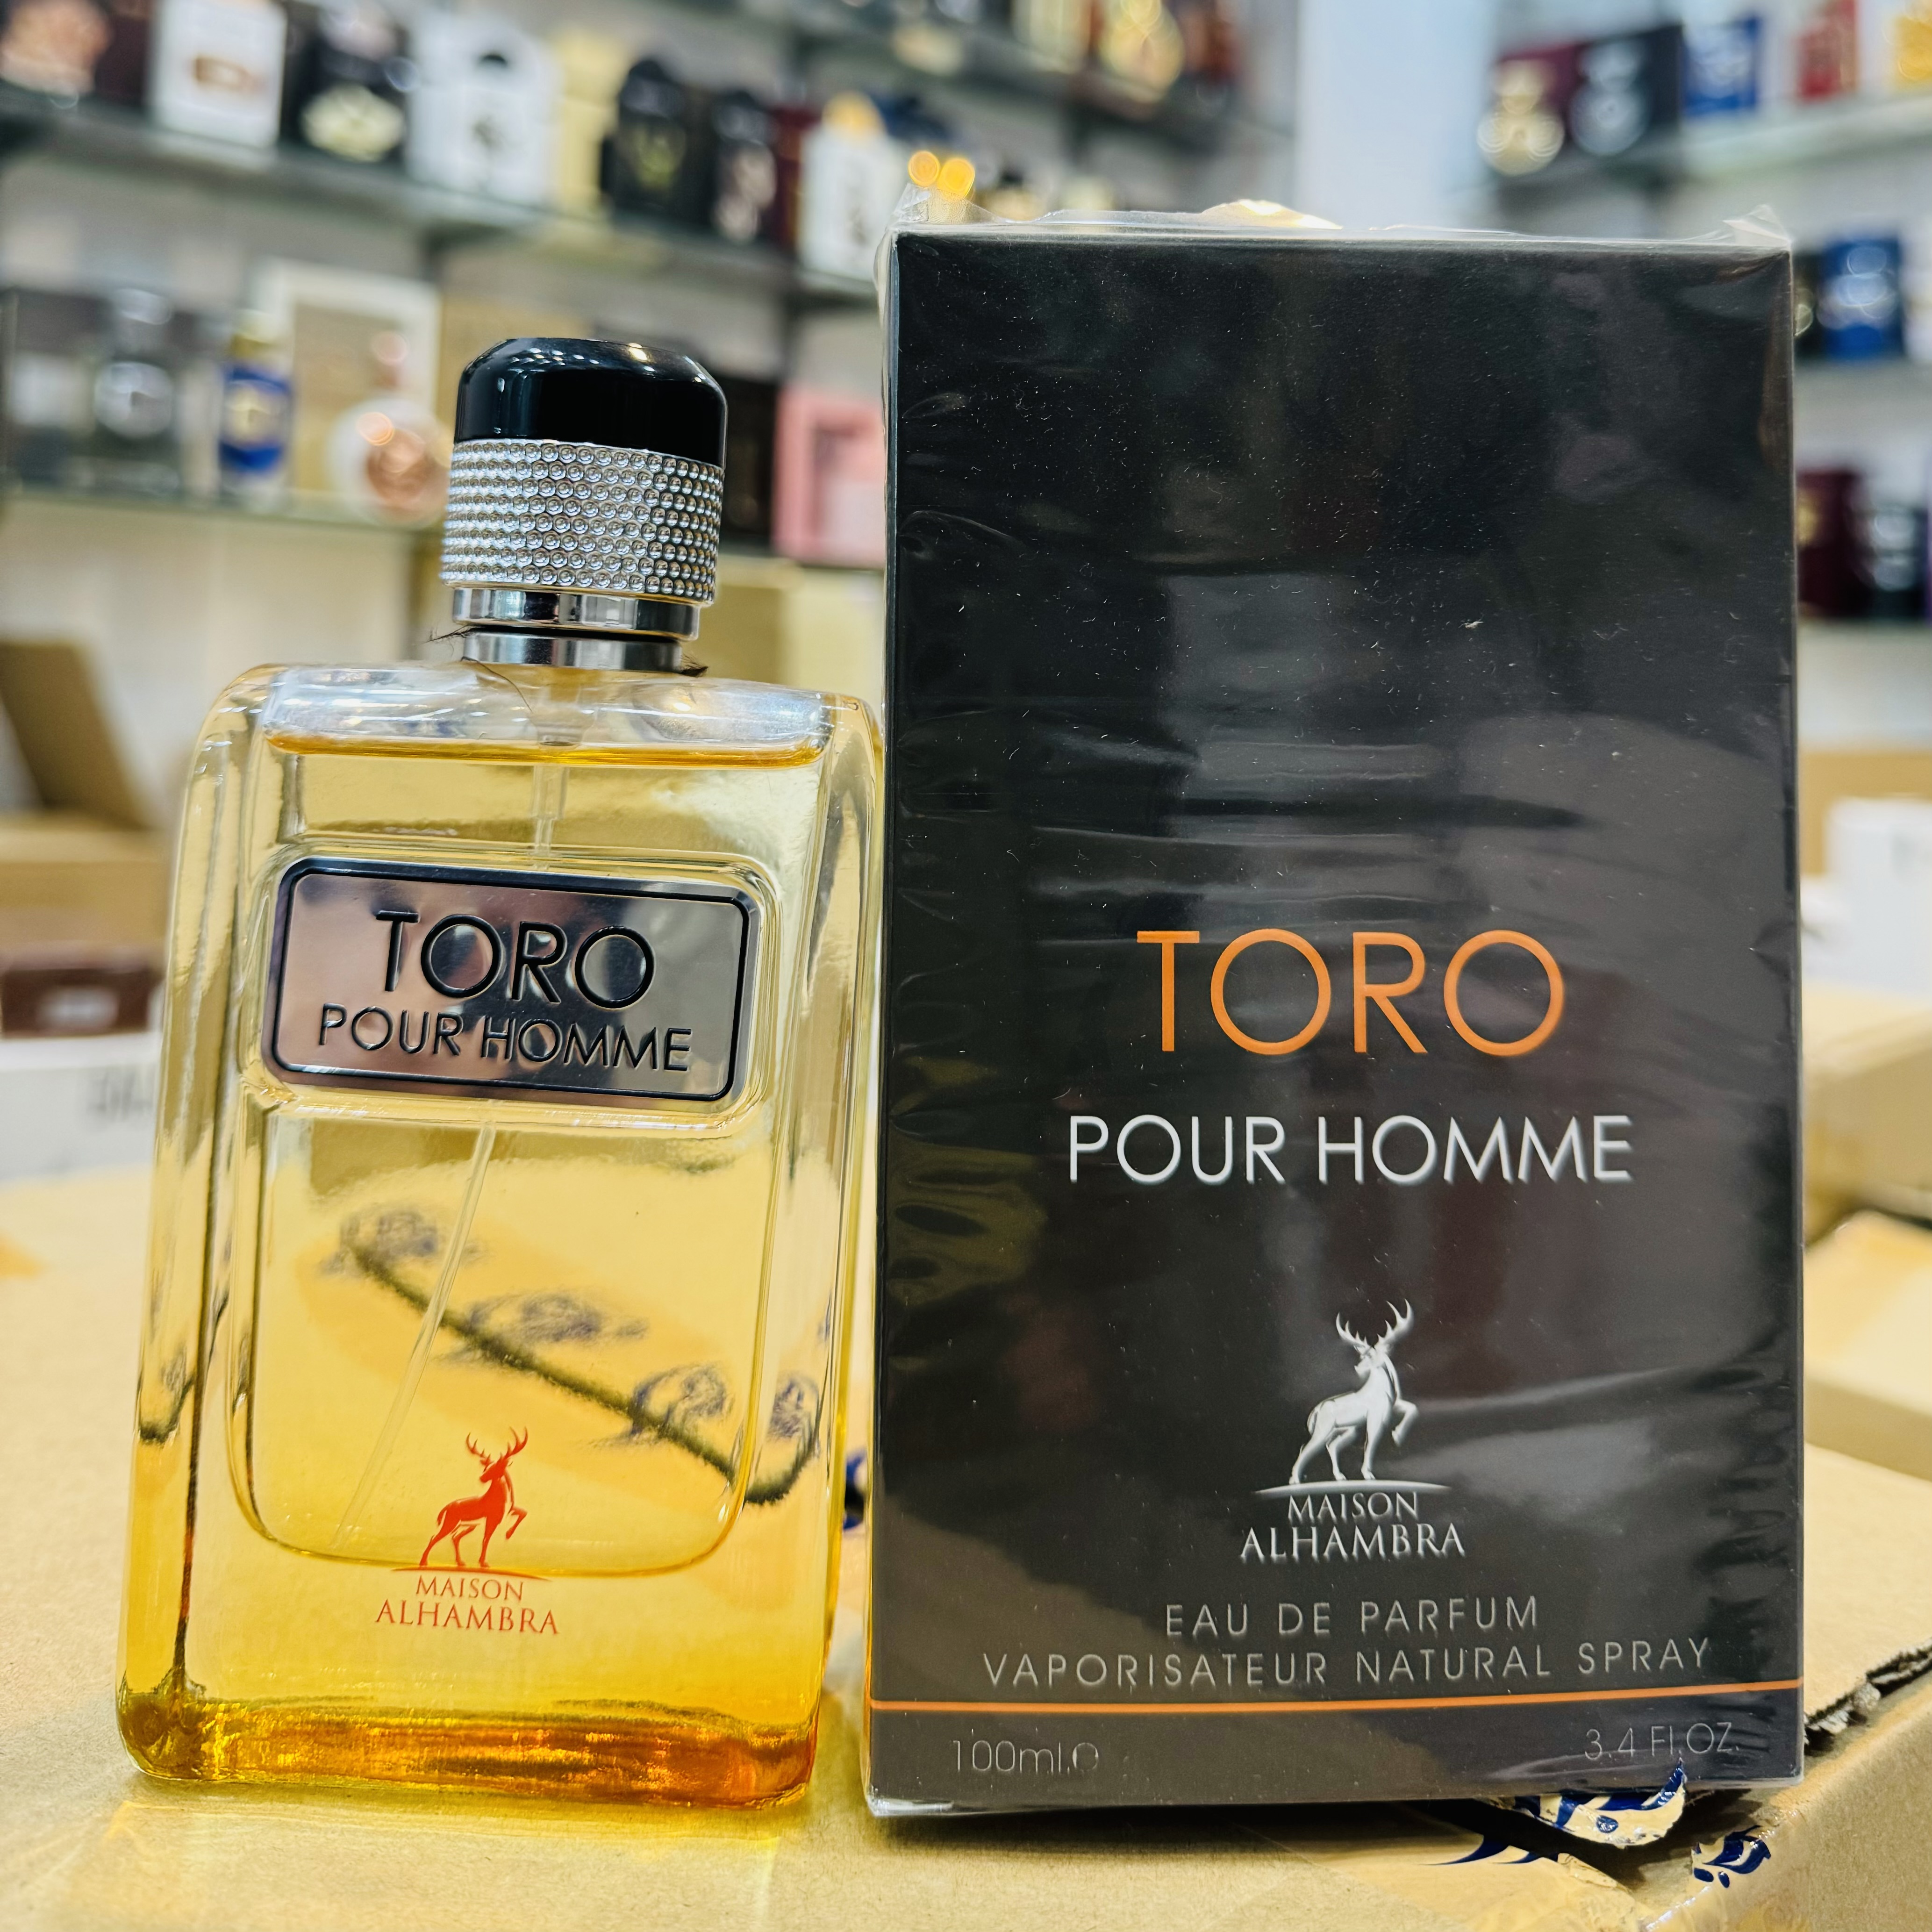 TORO
POUR HOMME
MAISON
ALHAMBRA
TORO
POUR HOMME
MAISON
ALHAMBRA
EAU DE PARFUM
VAPORISATEUR NATURAL SPRAY
100ml.℮ 3.4 Fl.OZ.